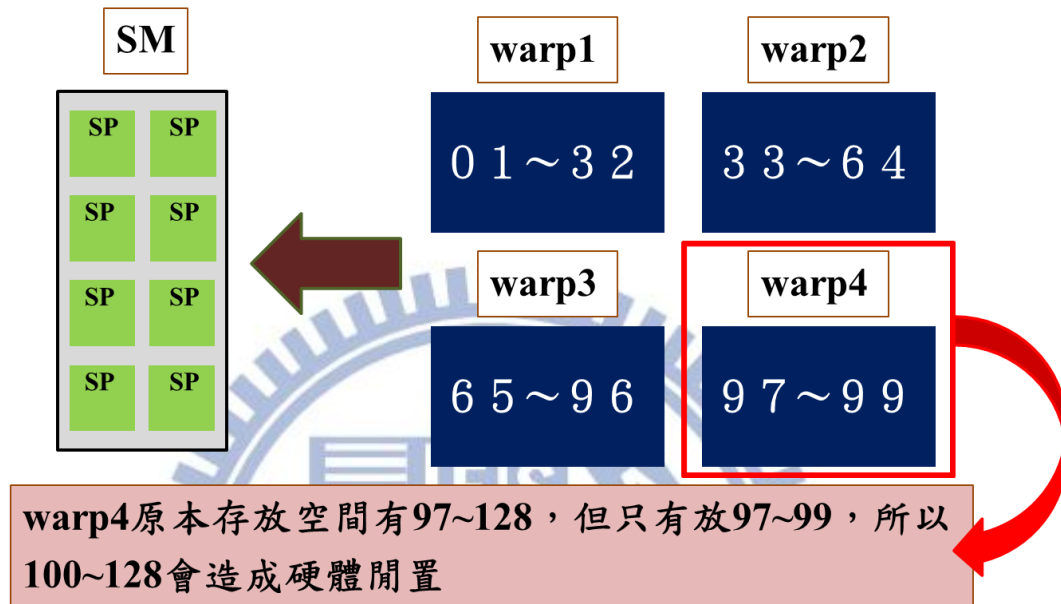 SM
warp1
warp2
SP SP
０１～３２
３３～６４
SP SP
warp3
warp4
SP SP
６５～９６
９７～９９
SP SP
warp4原本存放空間有97~128，但只有放97~99，所以
100~128會造成硬體閒置